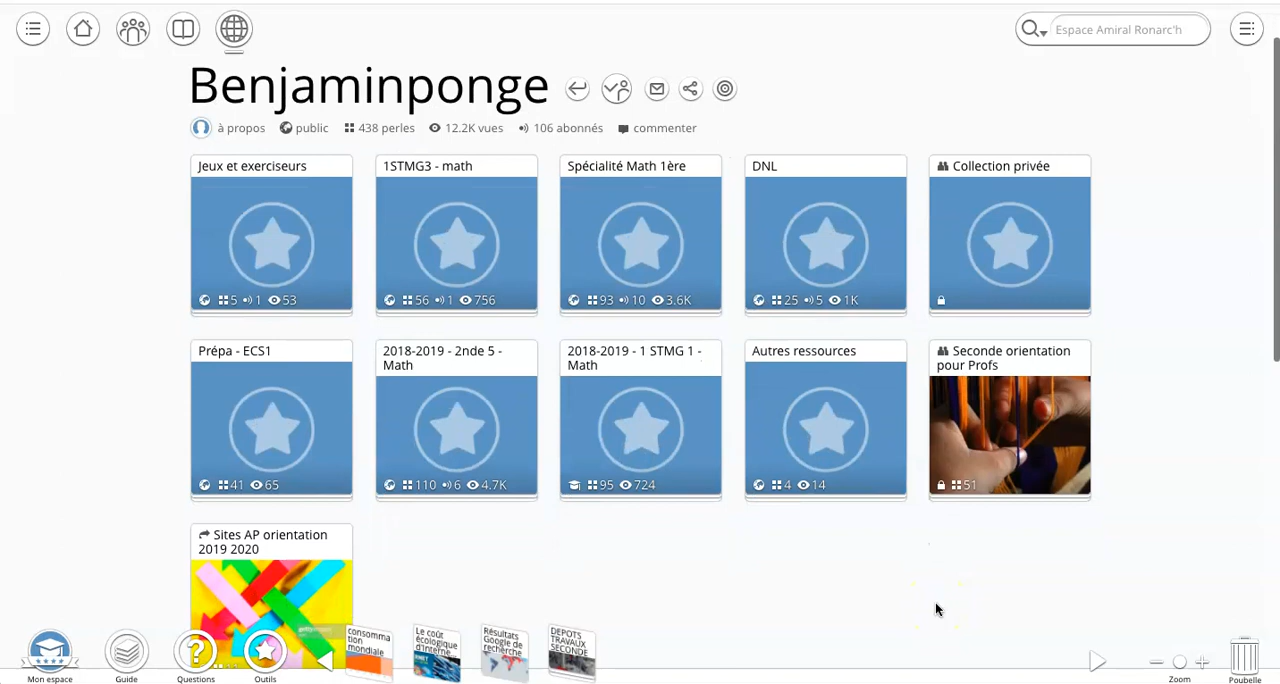 Espace Amiral Ronarc'h
Benjaminponge
à propos public 438 perles 12.2K vues 106 abonnés commenter
Jeux et exerciseurs
5 1 53
1STMG3 - math
56 1 756
Spécialité Math 1ère
93 10 3.6K
DNL
25 5 1K
Collection privée
Prépa - ECS1
41 65
2018-2019 - 2nde 5 -
Math
110 6 4.7K
2018-2019 - 1 STMG 1 -
Math
95 724
Autres ressources
4 14
Seconde orientation
pour Profs
51
Sites AP orientation
2019 2020
Mon espace
Guide
?
Questions
Outils
consomma
tion
mondiale
Le coût
écologique
d'Interne
Résultats
Google de
recherche
DEPOTS
TRAVAUX
SECONDE
Zoom
Poubelle